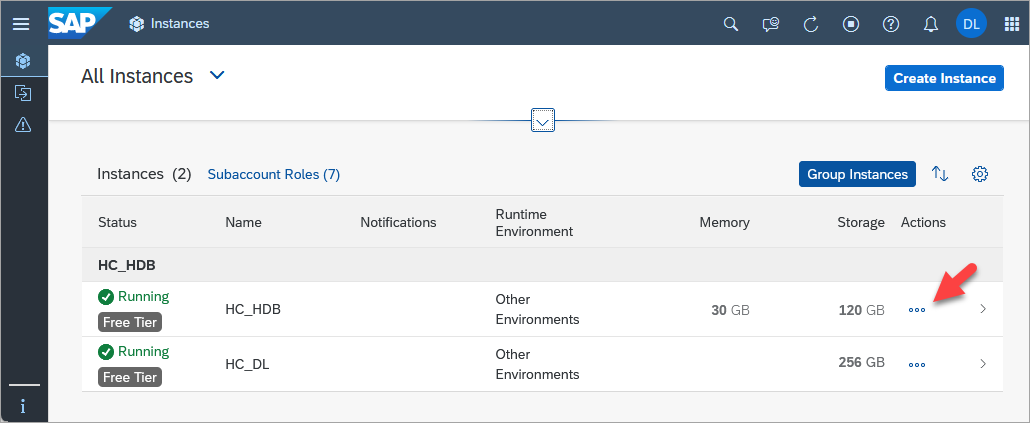 SAP Instances DL
All Instances
Create Instance
Instances (2) Subaccount Roles (7) Group Instances
Status Name Notifications Runtime Environment Memory Storage Actions
HC_HDB
Running
Free Tier
HC_HDB
Other
Environments
30 GB
120 GB
Running
Free Tier
HC_DL
Other
Environments
256 GB